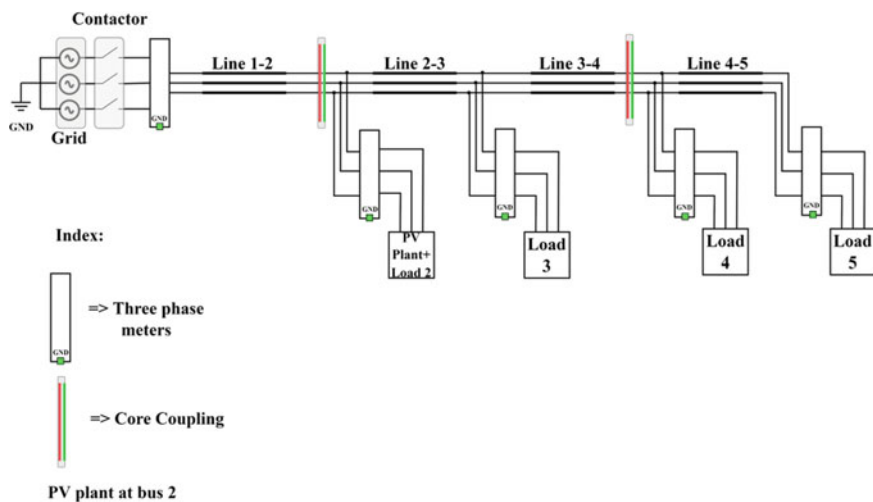 Contactor
Line 1-2
Line 2-3
Line 3-4
Line 4-5
GND
GND
Grid
GND
GND
GND
GND
PV
Plant+
Load 2
Load
3
Load
4
Load
5
Index:
=> Three phase
meters
GND
=> Core Coupling
PV plant at bus 2